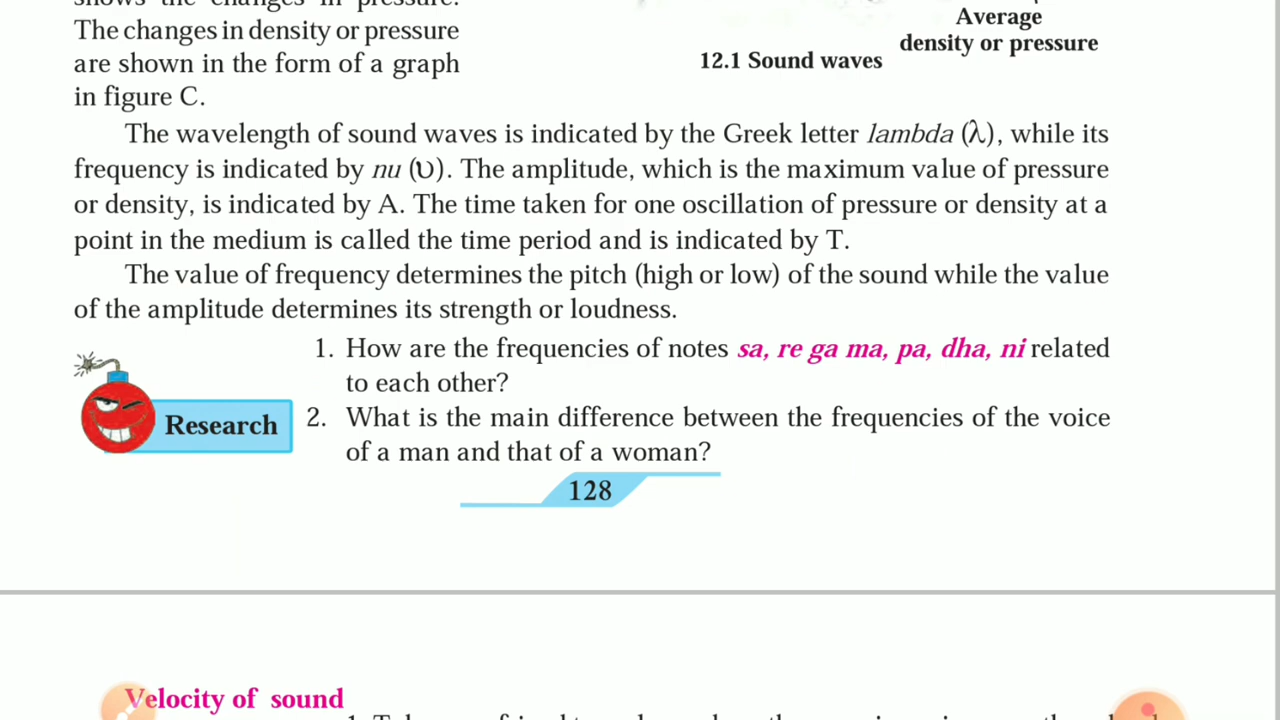 shows the changes in pressure.
The changes in density or pressure
are shown in the form of a graph
in figure C.
Average
density or pressure
12.1 Sound waves
The wavelength of sound waves is indicated by the Greek letter lambda (λ), while its
frequency is indicated by nu (υ). The amplitude, which is the maximum value of pressure
or density, is indicated by A. The time taken for one oscillation of pressure or density at a
point in the medium is called the time period and is indicated by T.
The value of frequency determines the pitch (high or low) of the sound while the value
of the amplitude determines its strength or loudness.
Research
1. How are the frequencies of notes sa, re ga ma, pa, dha, ni related
to each other?
2. What is the main difference between the frequencies of the voice
of a man and that of a woman?
128
Velocity of sound